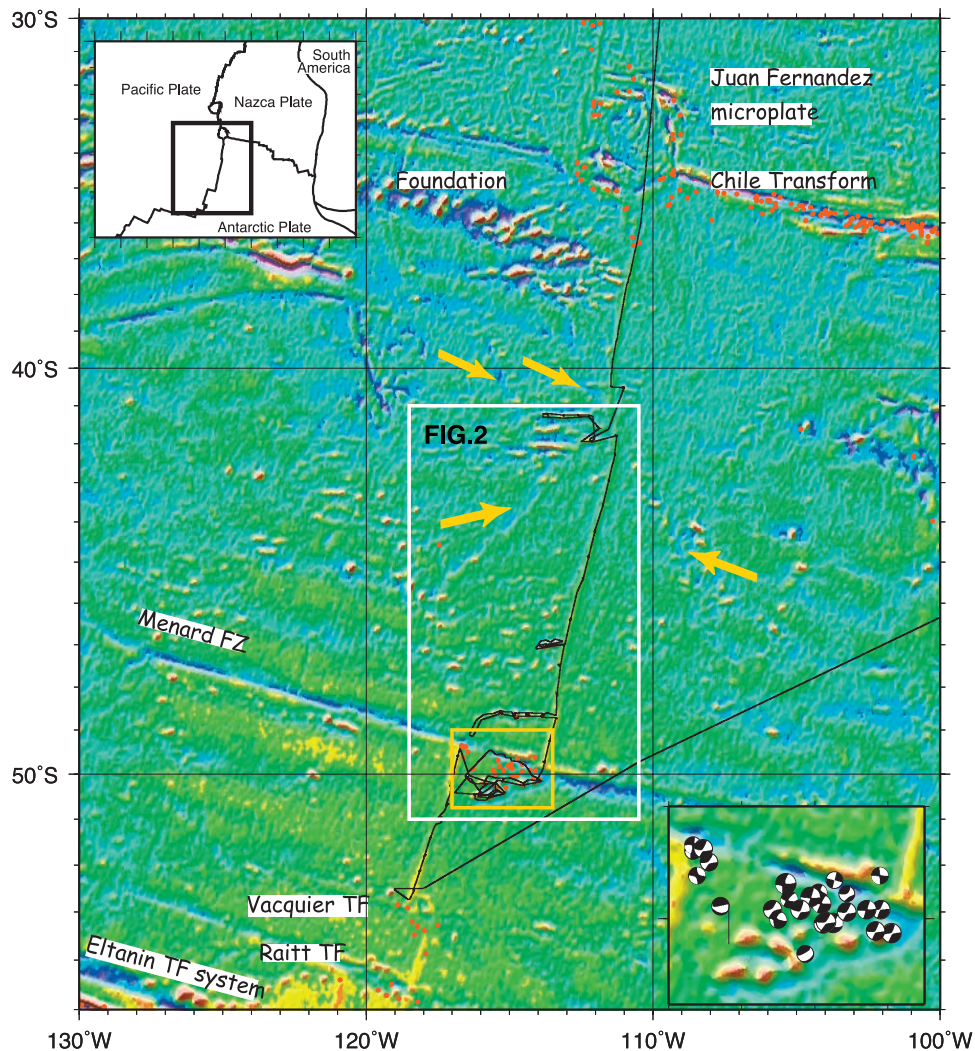 30°S
South
America
Pacific Plate
Nazca Plate
Antarctic Plate
Juan Fernandez
microplate
Foundation
Chile Transform
40°S
FIG.2
Menard FZ
50°S
Vacquier TF
Raitt TF
Eltanin TF system
130°W
120°W
110°W
100°W